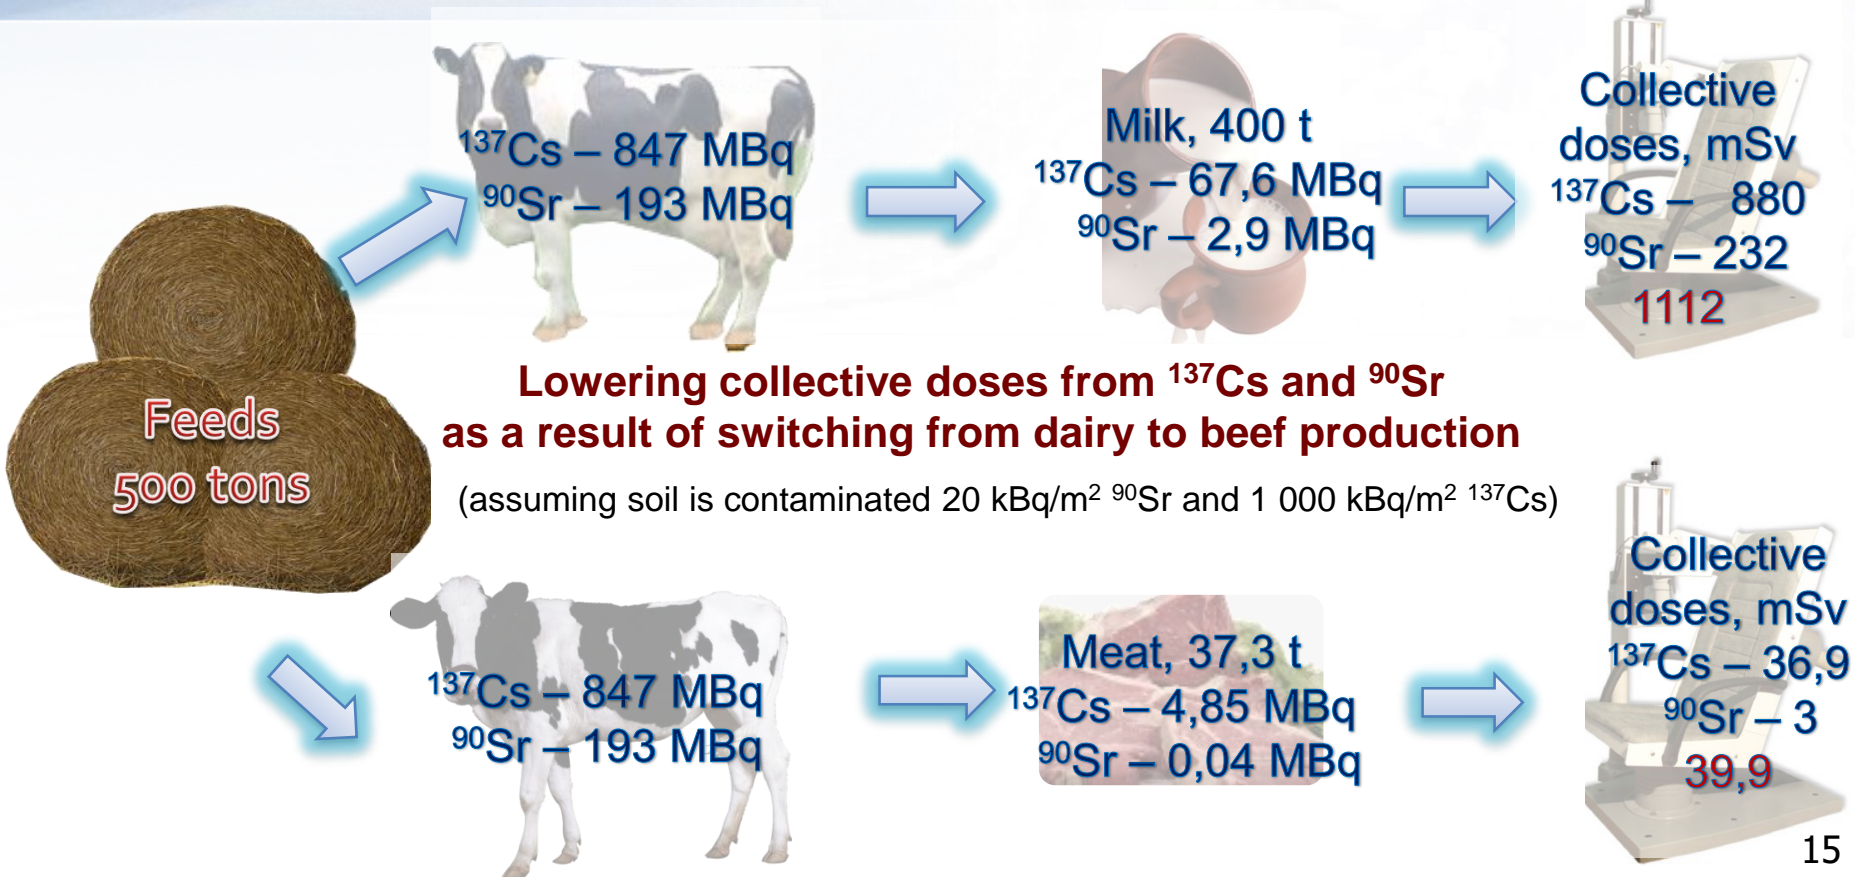 Feeds
500 tons
¹³⁷Cs – 847 MBq
⁹⁰Sr – 193 MBq
Milk, 400 t
¹³⁷Cs – 67,6 MBq
⁹⁰Sr – 2,9 MBq
Collective
doses, mSv
¹³⁷Cs – 880
⁹⁰Sr – 232
1112
Lowering collective doses from ¹³⁷Cs and ⁹⁰Sr
as a result of switching from dairy to beef production
(assuming soil is contaminated 20 kBq/m² ⁹⁰Sr and 1 000 kBq/m² ¹³⁷Cs)
¹³⁷Cs – 847 MBq
⁹⁰Sr – 193 MBq
Meat, 37,3 t
¹³⁷Cs – 4,85 MBq
⁹⁰Sr – 0,04 MBq
Collective
doses, mSv
¹³⁷Cs – 36,9
⁹⁰Sr – 3
39,9
15